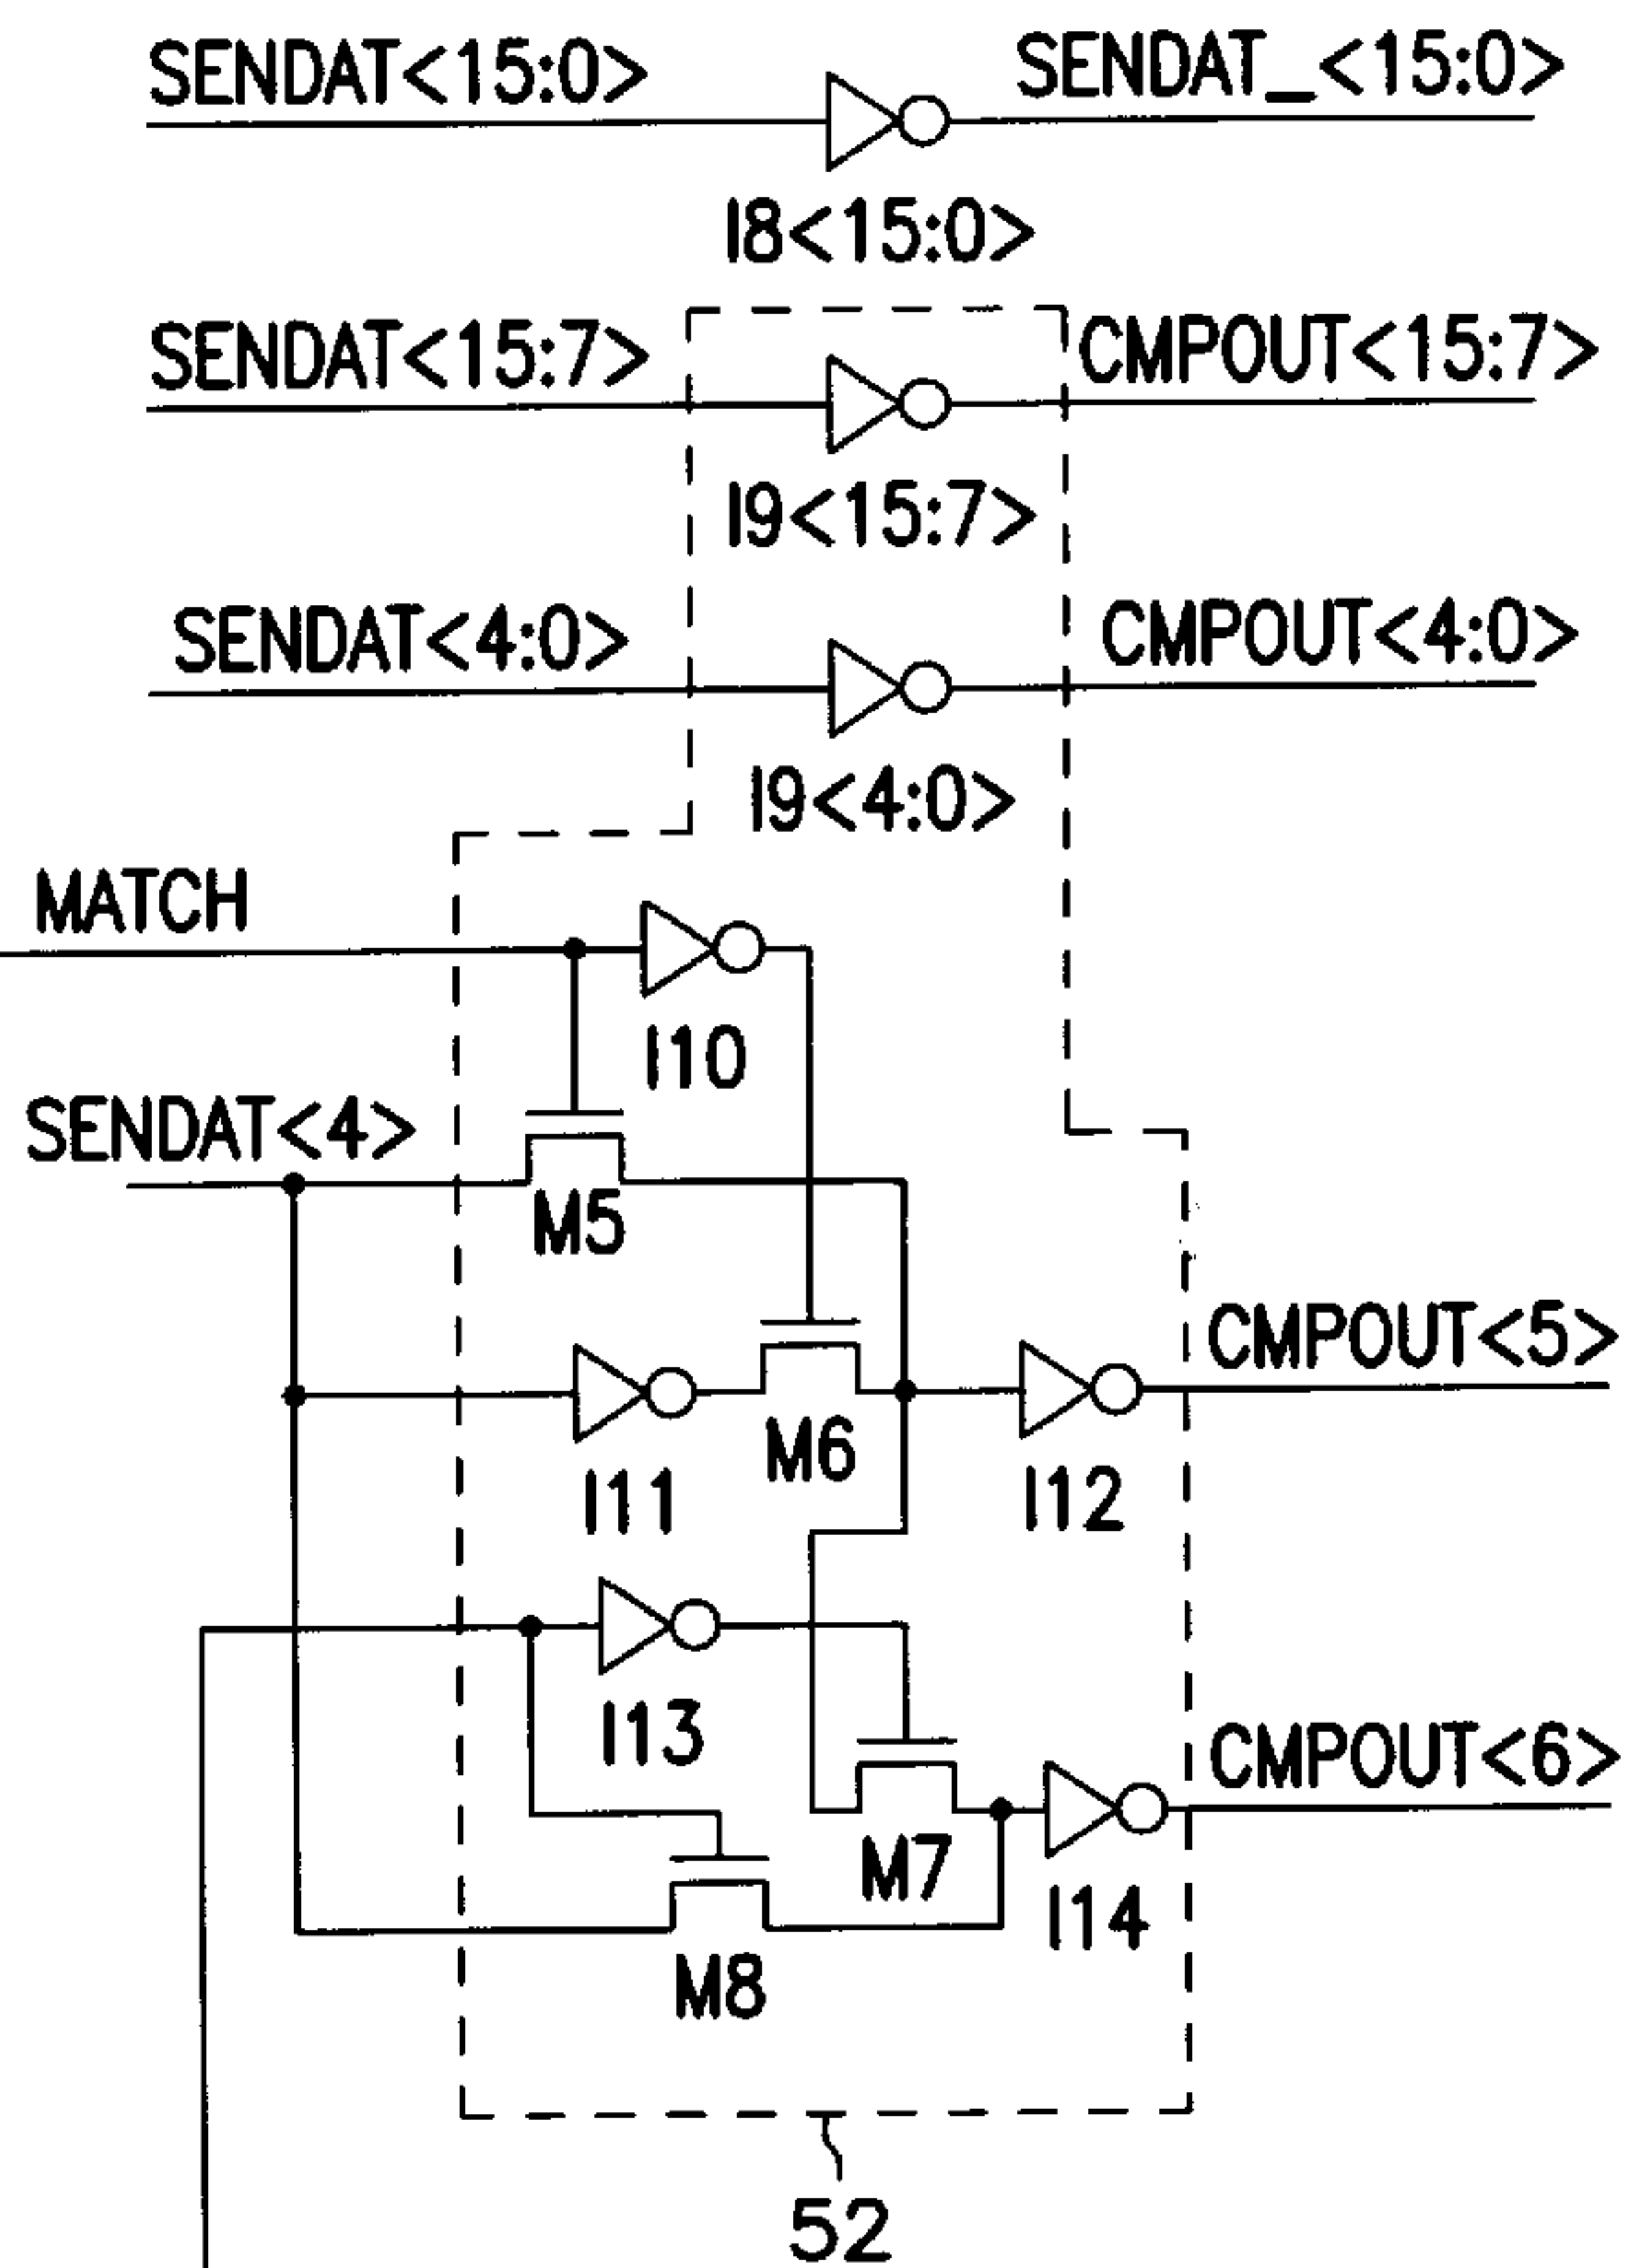 SENDAT<15:0>
SENDAT_<15:0>
I8<15:0>
SENDAT<15:7>
CMPOUT<15:7>
I9<15:7>
SENDAT<4:0>
CMPOUT<4:0>
I9<4:0>
MATCH
I10
SENDAT<4>
M5
CMPOUT<5>
M6
I11
I12
I13
CMPOUT<6>
M7
I14
M8
52